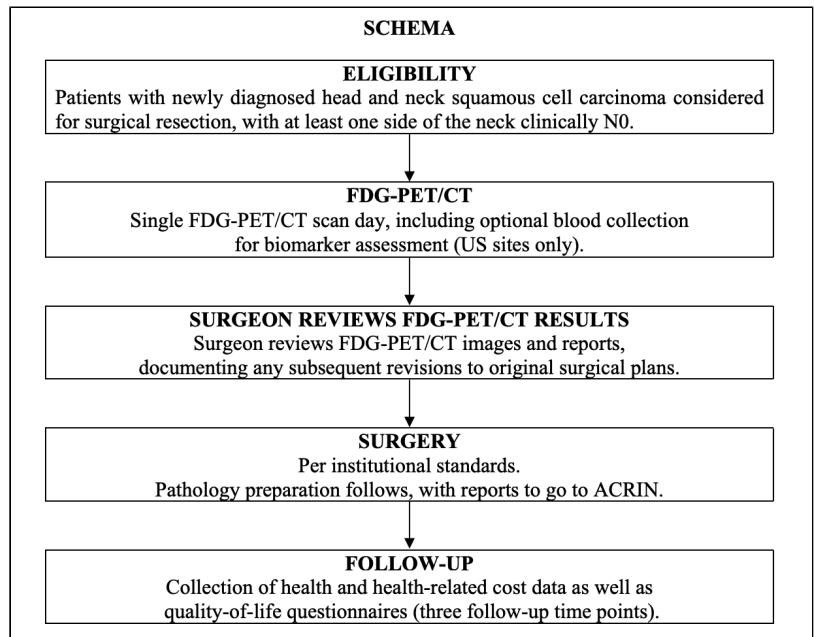 SCHEMA
ELIGIBILITY
Patients with newly diagnosed head and neck squamous cell carcinoma considered
for surgical resection, with at least one side of the neck clinically N0.
FDG-PET/CT
Single FDG-PET/CT scan day, including optional blood collection
for biomarker assessment (US sites only).
SURGEON REVIEWS FDG-PET/CT RESULTS
Surgeon reviews FDG-PET/CT images and reports,
documenting any subsequent revisions to original surgical plans.
SURGERY
Per institutional standards.
Pathology preparation follows, with reports to go to ACRIN.
FOLLOW-UP
Collection of health and health-related cost data as well as
quality-of-life questionnaires (three follow-up time points).